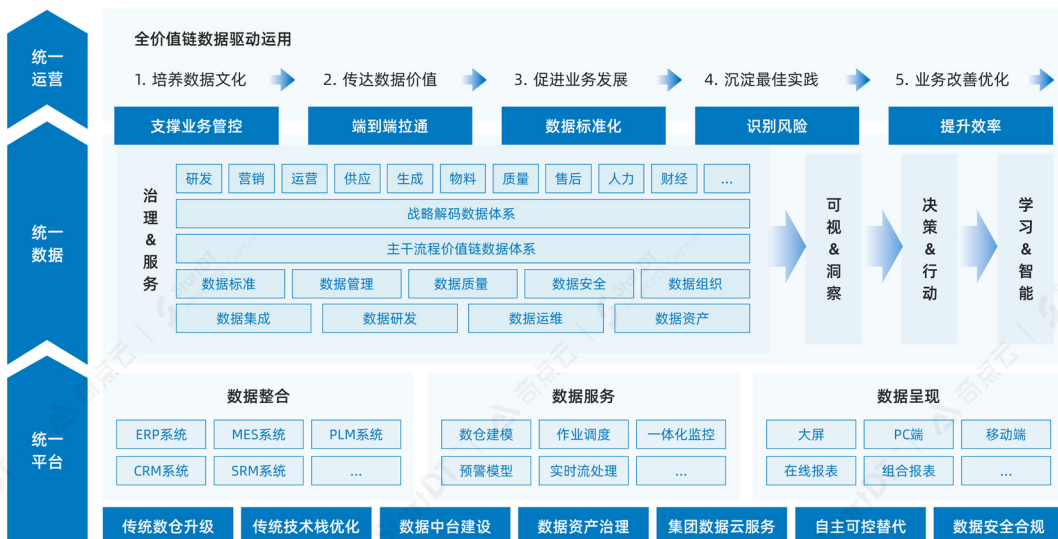 统一
运营
全价值链数据驱动运用
1. 培养数据文化
2. 传达数据价值
3. 促进业务发展
4. 沉淀最佳实践
5. 业务改善优化
支撑业务管控
端到端拉通
数据标准化
识别风险
提升效率
统一
数据
治理&服务
研发
营销
运营
供应
生成
物料
质量
售后
人力
财经
...
战略解码数据体系
主干流程价值链数据体系
数据标准
数据管理
数据质量
数据安全
数据组织
数据集成
数据研发
数据运维
数据资产
可视&洞察
决策&行动
学习&智能
统一
平台
数据整合
ERP系统
MES系统
PLM系统
CRM系统
SRM系统
...
数据服务
数仓建模
作业调度
一体化监控
预警模型
实时流处理
...
数据呈现
大屏
PC端
移动端
在线报表
组合报表
...
传统数仓升级
传统技术栈优化
数据中台建设
数据资产治理
集团数据云服务
自主可控替代
数据安全合规
奇点云
StartDT